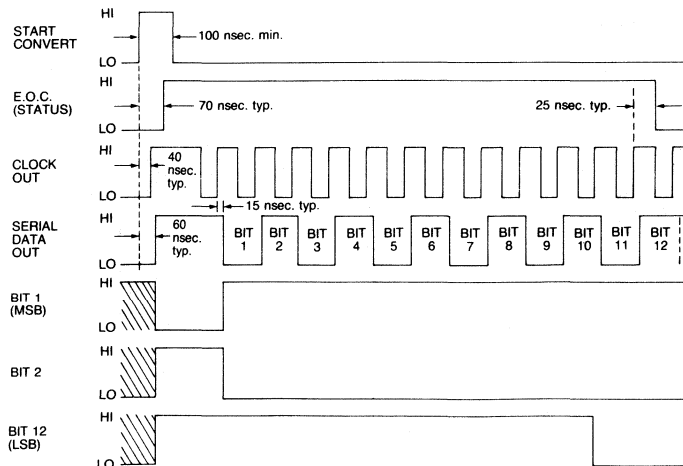 HI
START CONVERT
100 nsec. min.
LO
HI
E.O.C. (STATUS)
70 nsec. typ.
25 nsec. typ.
LO
HI
CLOCK OUT
40 nsec. typ.
LO
15 nsec. typ.
HI
SERIAL DATA OUT
60 nsec. typ.
BIT 1
BIT 2
BIT 3
BIT 4
BIT 5
BIT 6
BIT 7
BIT 8
BIT 9
BIT 10
BIT 11
BIT 12
LO
HI
BIT 1 (MSB)
LO
HI
BIT 2
LO
HI
BIT 12 (LSB)
LO